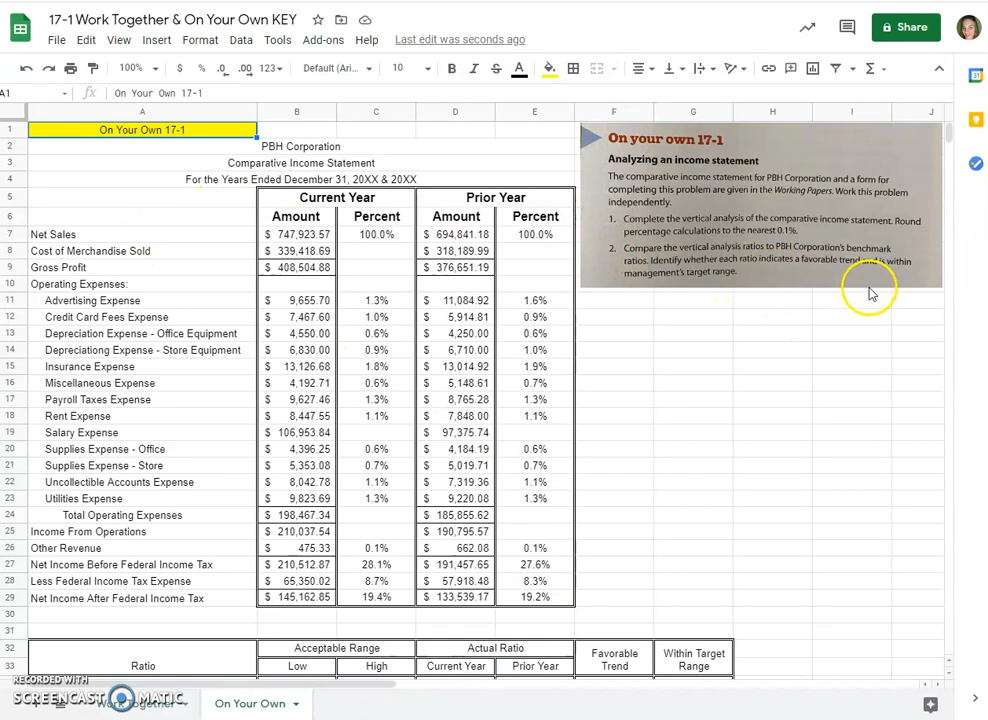 17-1 Work Together & On Your Own KEY
File Edit View Insert Format Data Tools Add-ons Help Last edit was seconds ago
Share
100% $ % .0 .00 123 Default (Ari... 10 B I S A
A1 fx On Your Own 17-1
A B C D E F G H I J
1 On Your Own 17-1
2 PBH Corporation
3 Comparative Income Statement
4 For the Years Ended December 31, 20XX & 20XX
5 Current Year Prior Year
6 Amount Percent Amount Percent
7 Net Sales $ 747,923.57 100.0% $ 694,841.18 100.0%
8 Cost of Merchandise Sold $ 339,418.69 $ 318,189.99
9 Gross Profit $ 408,504.88 $ 376,651.19
10 Operating Expenses:
11 Advertising Expense $ 9,655.70 1.3% $ 11,084.92 1.6%
12 Credit Card Fees Expense $ 7,467.60 1.0% $ 5,914.81 0.9%
13 Depreciation Expense - Office Equipment $ 4,550.00 0.6% $ 4,250.00 0.6%
14 Depreciationg Expense - Store Equipment $ 6,830.00 0.9% $ 6,710.00 1.0%
15 Insurance Expense $ 13,126.68 1.8% $ 13,014.92 1.9%
16 Miscellaneous Expense $ 4,192.71 0.6% $ 5,148.61 0.7%
17 Payroll Taxes Expense $ 9,627.46 1.3% $ 8,765.28 1.3%
18 Rent Expense $ 8,447.55 1.1% $ 7,848.00 1.1%
19 Salary Expense $ 106,953.84 $ 97,375.74
20 Supplies Expense - Office $ 4,396.25 0.6% $ 4,184.19 0.6%
21 Supplies Expense - Store $ 5,353.08 0.7% $ 5,019.71 0.7%
22 Uncollectible Accounts Expense $ 8,042.78 1.1% $ 7,319.36 1.1%
23 Utilities Expense $ 9,823.69 1.3% $ 9,220.08 1.3%
24 Total Operating Expenses $ 198,467.34 $ 185,855.62
25 Income From Operations $ 210,037.54 $ 190,795.57
26 Other Revenue $ 475.33 0.1% $ 662.08 0.1%
27 Net Income Before Federal Income Tax $ 210,512.87 28.1% $ 191,457.65 27.6%
28 Less Federal Income Tax Expense $ 65,350.02 8.7% $ 57,918.48 8.3%
29 Net Income After Federal Income Tax $ 145,162.85 19.4% $ 133,539.17 19.2%
30
31
32 Acceptable Range Actual Ratio Favorable Trend Within Target Range
33 Ratio Low High Current Year Prior Year
On your own 17-1
Analyzing an income statement
The comparative income statement for PBH Corporation and a form for
completing this problem are given in the Working Papers. Work this problem
independently.
1. Complete the vertical analysis of the comparative income statement. Round
percentage calculations to the nearest 0.1%.
2. Compare the vertical analysis ratios to PBH Corporation's benchmark
ratios. Identify whether each ratio indicates a favorable trend and is within
management's target range.
RECORDED WITH
SCREENCAST MATIC
Work Together On Your Own